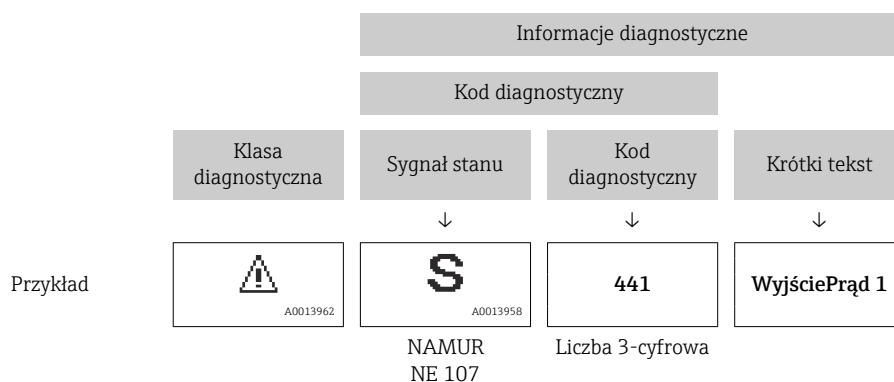 Informacje diagnostyczne
Kod diagnostyczny
Klasa
diagnostyczna
Sygnał stanu
Kod
diagnostyczny
Krótki tekst
↓ ↓ ↓
Przykład
A0013962
S
A0013958
441
WyjściePrąd 1
NAMUR
NE 107
Liczba 3-cyfrowa